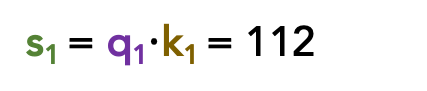 s₁ = q₁·k₁ = 112